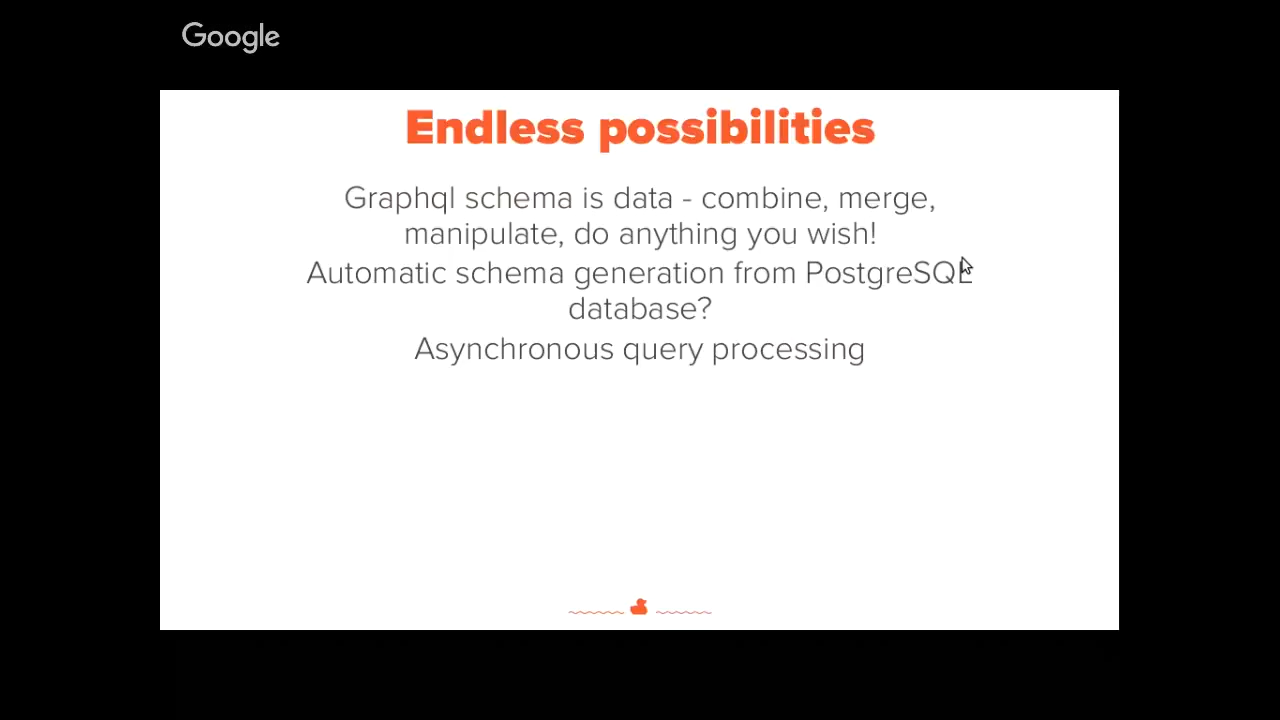 Google
Endless possibilities
Graphql schema is data - combine, merge,
manipulate, do anything you wish!
Automatic schema generation from PostgreSQL
database?
Asynchronous query processing